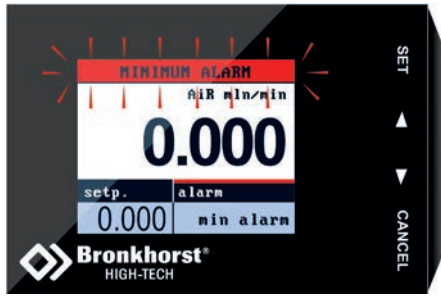 MINIMUM ALARM
AiR mln/min
0.000
setp. alarm
0.000 min alarm
Bronkhorst®
HIGH-TECH
SET
CANCEL